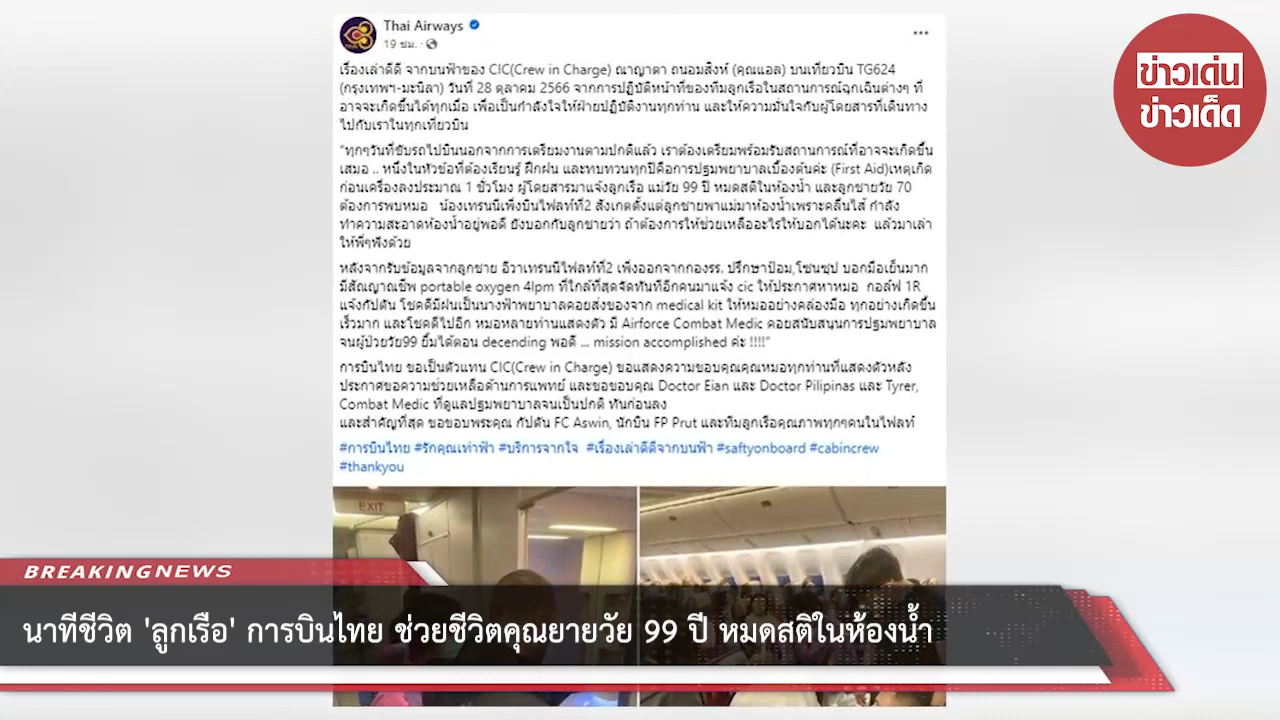 Thai Airways
19 ชม.
เรื่องเล่าดีดี จากบนฟ้าของ CIC(Crew in Charge) ณาญาดา ถนอมสิงห์ (คุณแอล) บนเที่ยวบิน TG624
(กรุงเทพฯ-มะนิลา) วันที่ 28 ตุลาคม 2566 จากการปฏิบัติหน้าที่ของทีมลูกเรือในสถานการณ์ฉุกเฉินต่างๆ ที่
อาจจะเกิดขึ้นได้ทุกเมื่อ เพื่อเป็นกำลังใจให้ฝ่ายปฏิบัติงานทุกท่าน และให้ความมั่นใจกับผู้โดยสารที่เดินทาง
ไปกับเราในทุกเที่ยวบิน
"ทุกๆวันที่ขับรถไปบินนอกจากการเตรียมงานตามปกติแล้ว เราต้องเตรียมพร้อมรับสถานการณ์ที่อาจจะเกิดขึ้น
เสมอ .. หนึ่งในหัวข้อที่ต้องเรียนรู้ ฝึกฝน และทบทวนทุกปีคือการปฐมพยาบาลเบื้องต้นค่ะ (First Aid)เหตุเกิด
ก่อนเครื่องลงประมาณ 1 ชั่วโมง ผู้โดยสารมาแจ้งลูกเรือ แม่วัย 99 ปี หมดสติในห้องน้ำ และลูกชายวัย 70
ต้องการพบหมอ น้องเทรนนีเพิ่งบินไฟลท์ที่2 สังเกตตั้งแต่ลูกชายพาแม่มาห้องน้ำเพราะคลื่นไส้ กำลัง
ทำความสะอาดห้องน้ำอยู่พอดี ยังบอกกับลูกชายว่า ถ้าต้องการให้ช่วยเหลืออะไรให้บอกได้นะคะ แล้วมาเล่า
ให้พี่ๆฟังด้วย
หลังจากรับข้อมูลจากลูกชาย อีวาเทรนนีไฟลท์ที่2 เพิ่งออกจากกองรร. ปรึกษาป้อม,โซนซุป บอกมือเย็นมาก
มีสัญญาณชีพ portable oxygen 4lpm ที่ใกล้ที่สุดจัดทันทีอีกคนมาแจ้ง cic ให้ประกาศหาหมอ กอล์ฟ 1R
แจ้งกัปตัน โชคดีมีฝนเป็นนางฟ้าพยาบาลคอยส่งของจาก medical kit ให้หมออย่างคล่องมือ ทุกอย่างเกิดขึ้น
เร็วมาก และโชคดีไปอีก หมอหลายท่านแสดงตัว มี Airforce Combat Medic คอยสนับสนุนการปฐมพยาบาล
จนผู้ป่วยวัย99 ยิ้มได้ตอน decending พอดี ... mission accomplished ค่ะ !!!!"
การบินไทย ขอเป็นตัวแทน CIC(Crew in Charge) ขอแสดงความขอบคุณคุณหมอทุกท่านที่แสดงตัวหลัง
ประกาศขอความช่วยเหลือด้านการแพทย์ และขอขอบคุณ Doctor Eian และ Doctor Pilipinas และ Tyrer,
Combat Medic ที่ดูแลปฐมพยาบาลจนเป็นปกติ ทันก่อนลง
และสำคัญที่สุด ขอขอบพระคุณ กัปตัน FC Aswin, นักบิน FP Prut และทีมลูกเรือคุณภาพทุกๆคนในไฟลท์
#การบินไทย #รักคุณเท่าฟ้า #บริการจากใจ #เรื่องเล่าดีดีจากบนฟ้า #saftyonboard #cabincrew
#thankyou
EXIT
ข่าวเด่น
ข่าวเด็ด
BREAKINGNEWS
นาทีชีวิต 'ลูกเรือ' การบินไทย ช่วยชีวิตคุณยายวัย 99 ปี หมดสติในห้องน้ำ